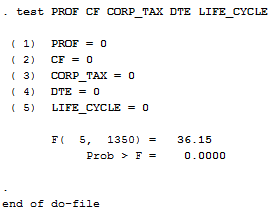 . test PROF CF CORP_TAX DTE LIFE_CYCLE
( 1) PROF = 0
( 2) CF = 0
( 3) CORP_TAX = 0
( 4) DTE = 0
( 5) LIFE_CYCLE = 0
F( 5, 1350) = 36.15
Prob > F = 0.0000
.
end of do-file